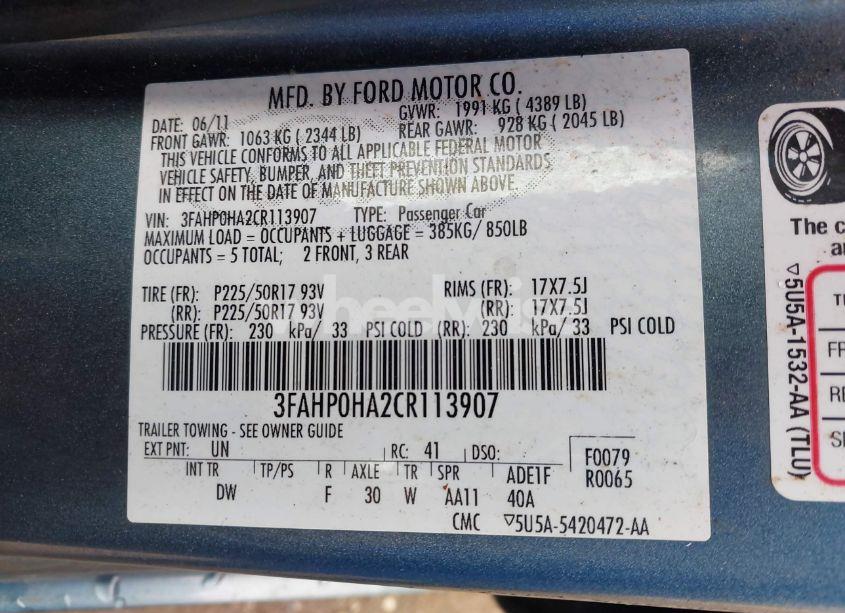 MFD. BY FORD MOTOR CO.
DATE: 06/11 GVWR: 1991 KG ( 4389 LB)
FRONT GAWR: 1063 KG ( 2344 LB) REAR GAWR: 928 KG ( 2045 LB)
THIS VEHICLE CONFORMS TO ALL APPLICABLE FEDERAL MOTOR
VEHICLE SAFETY, BUMPER, AND THEFT PREVENTION STANDARDS
IN EFFECT ON THE DATE OF MANUFACTURE SHOWN ABOVE.
VIN: 3FAHP0HA2CR113907 TYPE: Passenger Car
MAXIMUM LOAD = OCCUPANTS + LUGGAGE = 385KG/ 850LB
OCCUPANTS = 5 TOTAL; 2 FRONT, 3 REAR
TIRE (FR): P225/50R17 93V RIMS (FR): 17X7.5J
(RR): P225/50R17 93V (RR): 17X7.5J
PRESSURE (FR): 230 kPa/ 33 PSI COLD (RR): 230 kPa/ 33 PSI COLD
3FAHP0HA2CR113907
TRAILER TOWING - SEE OWNER GUIDE
EXT PNT: UN RC: 41 DSO: F0079
R0065
INT TR TP/PS R AXLE TR SPR ADE1F
DW F 30 W AA11 40A
CMC ▽5U5A-5420472-AA
The c
an
▽5U5A-1532-AA (TLU)
FR
RE